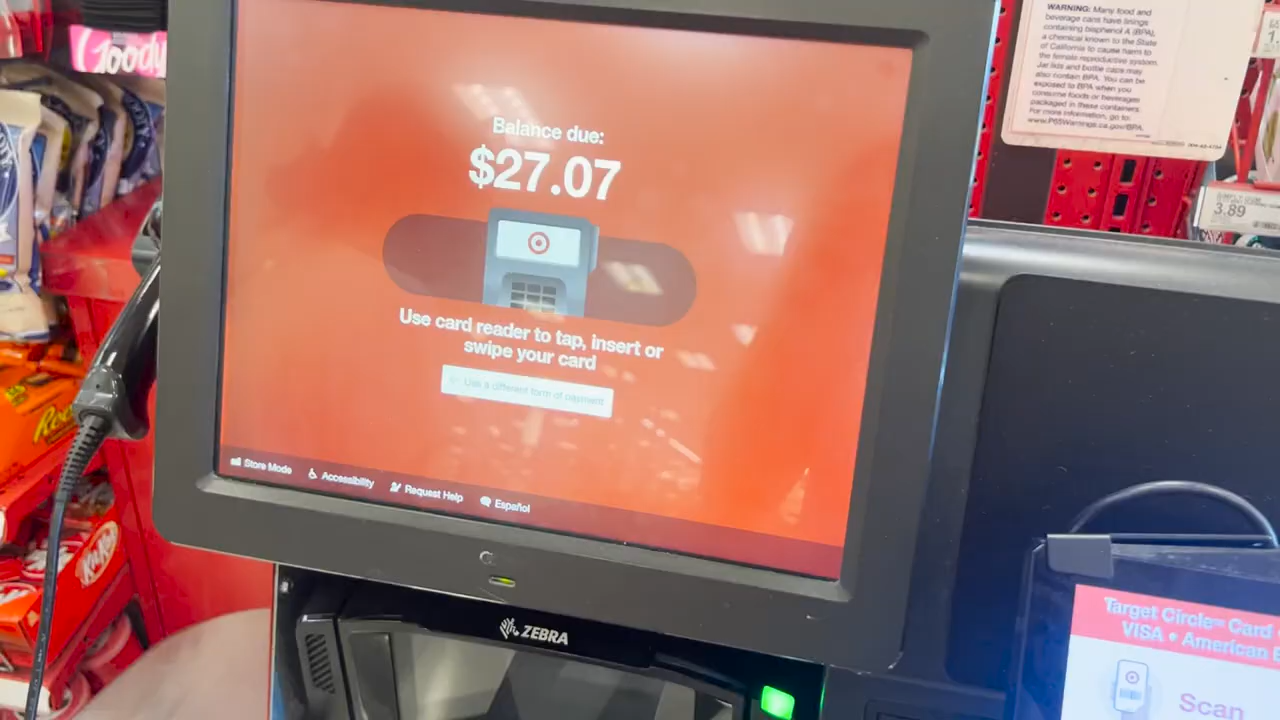 Goody
Balance due:
$27.07
Use card reader to tap, insert or
swipe your card
Use a different form of payment
Store Mode
Accessibility
Request Help
Español
ZEBRA
KitKat
WARNING: Many food and
beverage cans have linings
containing bisphenol A (BPA),
a chemical known to the State
of California to cause harm to
the female reproductive system.
Jar lids and bottle caps may
also contain BPA. You can be
exposed to BPA when you
consume foods or beverages
packaged in these containers.
For more information, go to:
www.P65Warnings.ca.gov/BPA.
3.89
Target Circle™ Card
VISA • American
Scan